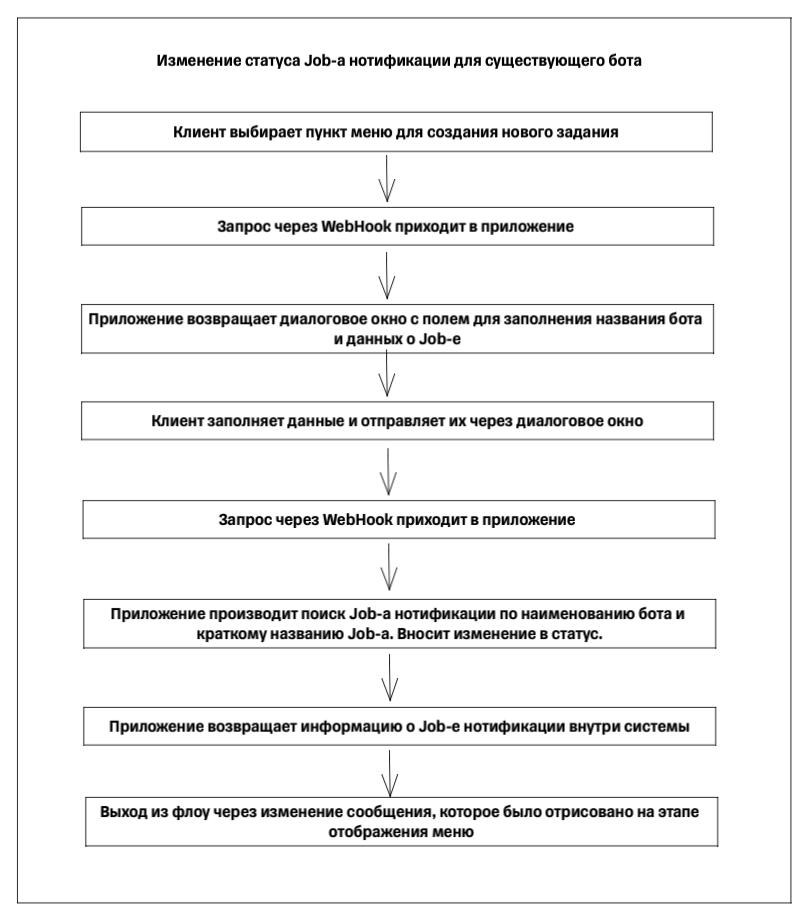 Изменение статуса Job-а нотификации для существующего бота
Клиент выбирает пункт меню для создания нового задания
Запрос через WebHook приходит в приложение
Приложение возвращает диалоговое окно с полем для заполнения названия бота
и данных о Job-е
Клиент заполняет данные и отправляет их через диалоговое окно
Запрос через WebHook приходит в приложение
Приложение производит поиск Job-а нотификации по наименованию бота и
краткому названию Job-а. Вносит изменение в статус.
Приложение возвращает информацию о Job-е нотификации внутри системы
Выход из флоу через изменение сообщения, которое было отрисовано на этапе
отображения меню